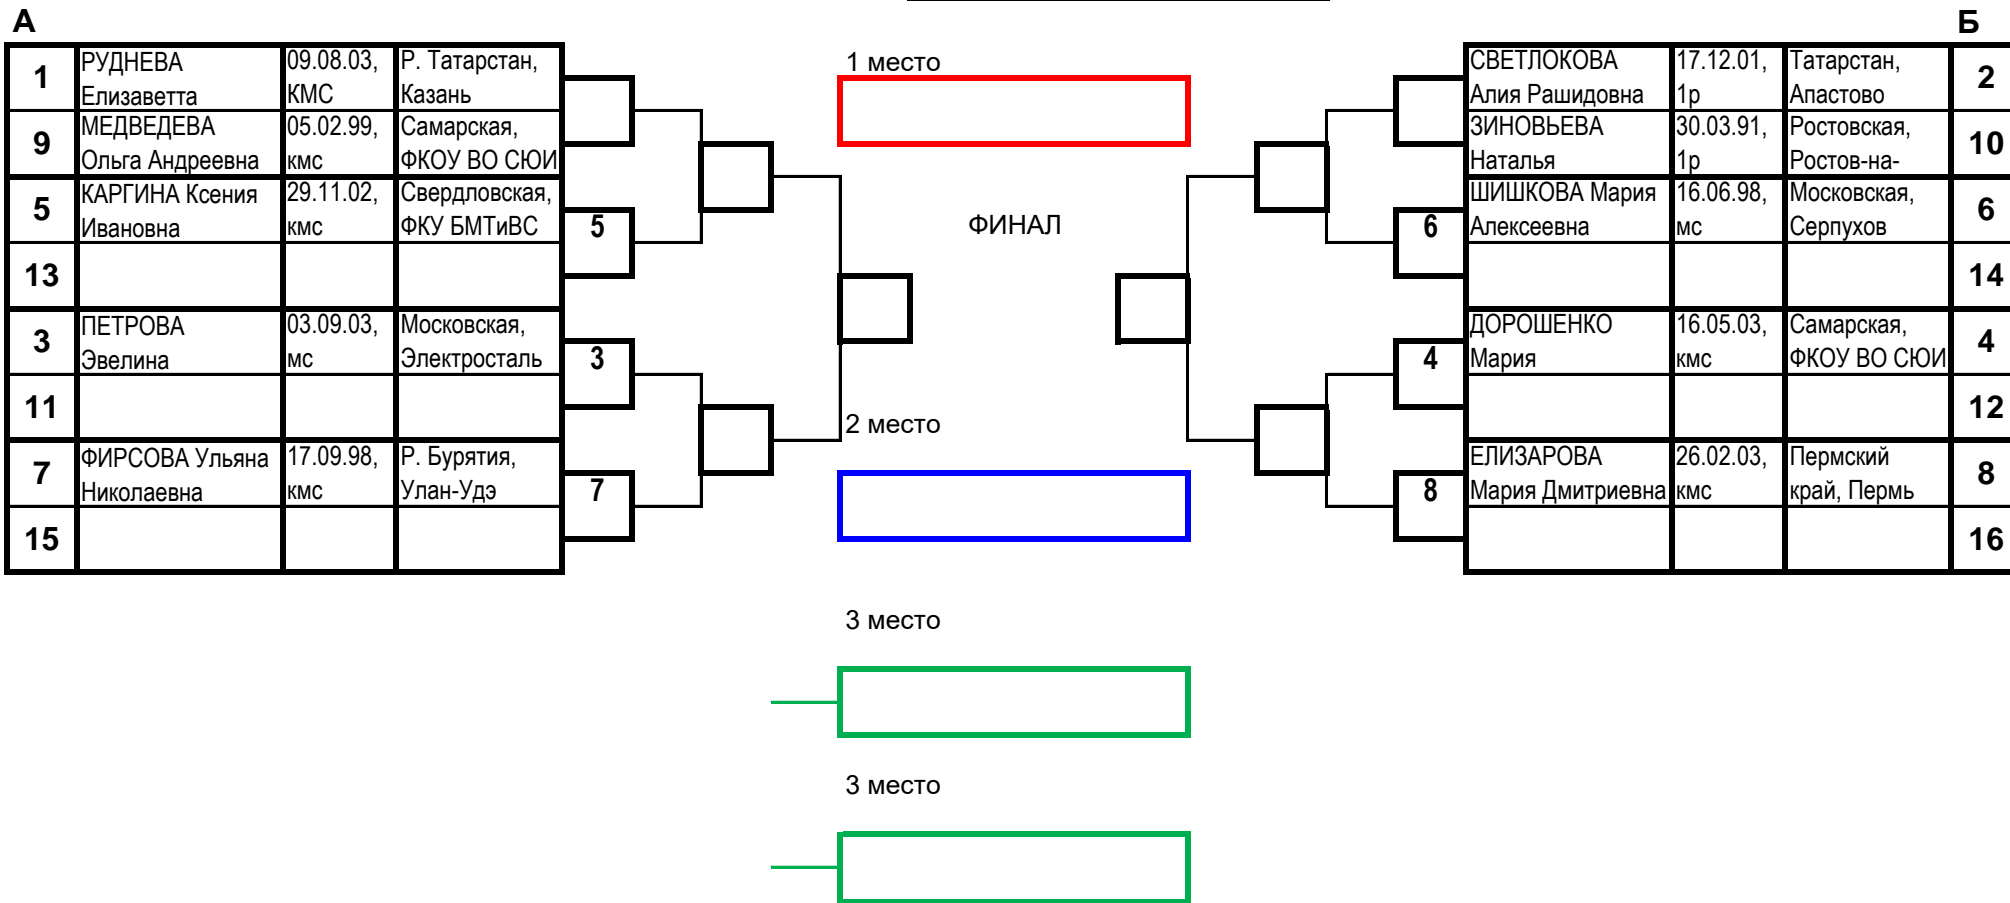 А
Б
1
РУДНЕВА
Елизаветта
09.08.03,
КМС
Р. Татарстан,
Казань
9
МЕДВЕДЕВА
Ольга Андреевна
05.02.99,
кмс
Самарская,
ФКОУ ВО СЮИ
5
КАРГИНА Ксения
Ивановна
29.11.02,
кмс
Свердловская,
ФКУ БМТиВС
5
13
3
ПЕТРОВА
Эвелина
03.09.03,
мс
Московская,
Электросталь
3
11
7
ФИРСОВА Ульяна
Николаевна
17.09.98,
кмс
Р. Бурятия,
Улан-Удэ
7
15
1 место
ФИНАЛ
2 место
3 место
3 место
СВЕТЛОКОВА
Алия Рашидовна
17.12.01,
1р
Татарстан,
Апастово
2
ЗИНОВЬЕВА
Наталья
30.03.91,
1р
Ростовская,
Ростов-на-
10
6
ШИШКОВА Мария
Алексеевна
16.06.98,
мс
Московская,
Серпухов
6
14
4
ДОРОШЕНКО
Мария
16.05.03,
кмс
Самарская,
ФКОУ ВО СЮИ
4
12
8
ЕЛИЗАРОВА
Мария Дмитриевна
26.02.03,
кмс
Пермский
край, Пермь
8
16